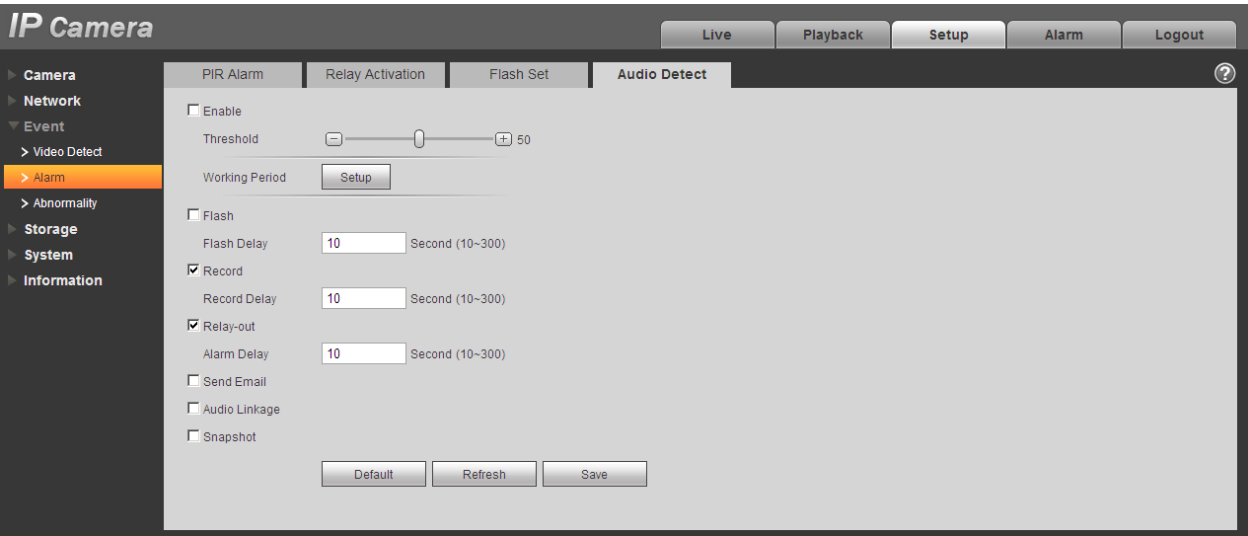 IP Camera
Live Playback Setup Alarm Logout
Camera
Network
Event
> Video Detect
> Alarm
> Abnormality
Storage
System
Information
PIR Alarm Relay Activation Flash Set Audio Detect ?
Enable
Threshold 50
Working Period Setup
Flash
Flash Delay 10 Second (10~300)
Record
Record Delay 10 Second (10~300)
Relay-out
Alarm Delay 10 Second (10~300)
Send Email
Audio Linkage
Snapshot
Default Refresh Save